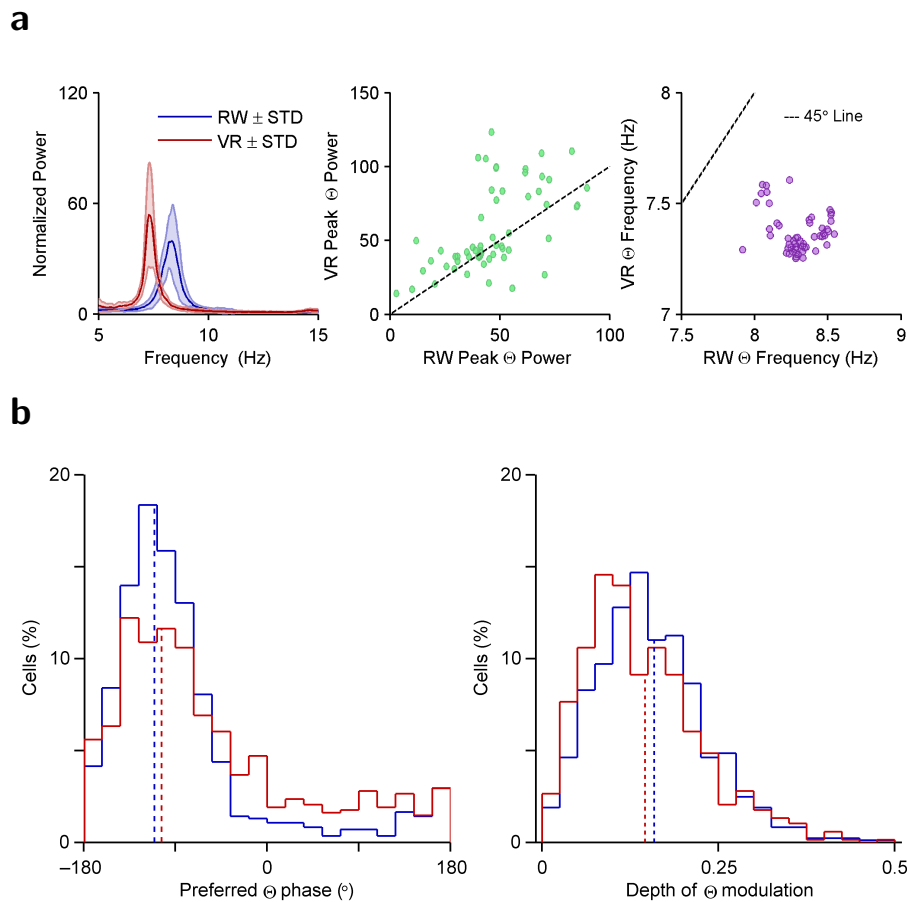 a
120
60
0
5
10
15
Normalized Power
Frequency (Hz)
RW ± STD
VR ± STD
150
100
50
0
0
50
100
VR Peak Θ Power
RW Peak Θ Power
8
7.5
7
7.5
8
8.5
9
VR Θ Frequency (Hz)
RW Θ Frequency (Hz)
--- 45° Line
b
20
10
0
–180
0
180
Cells (%)
Preferred Θ phase (°)
20
10
0
0
0.25
0.5
Cells (%)
Depth of Θ modulation